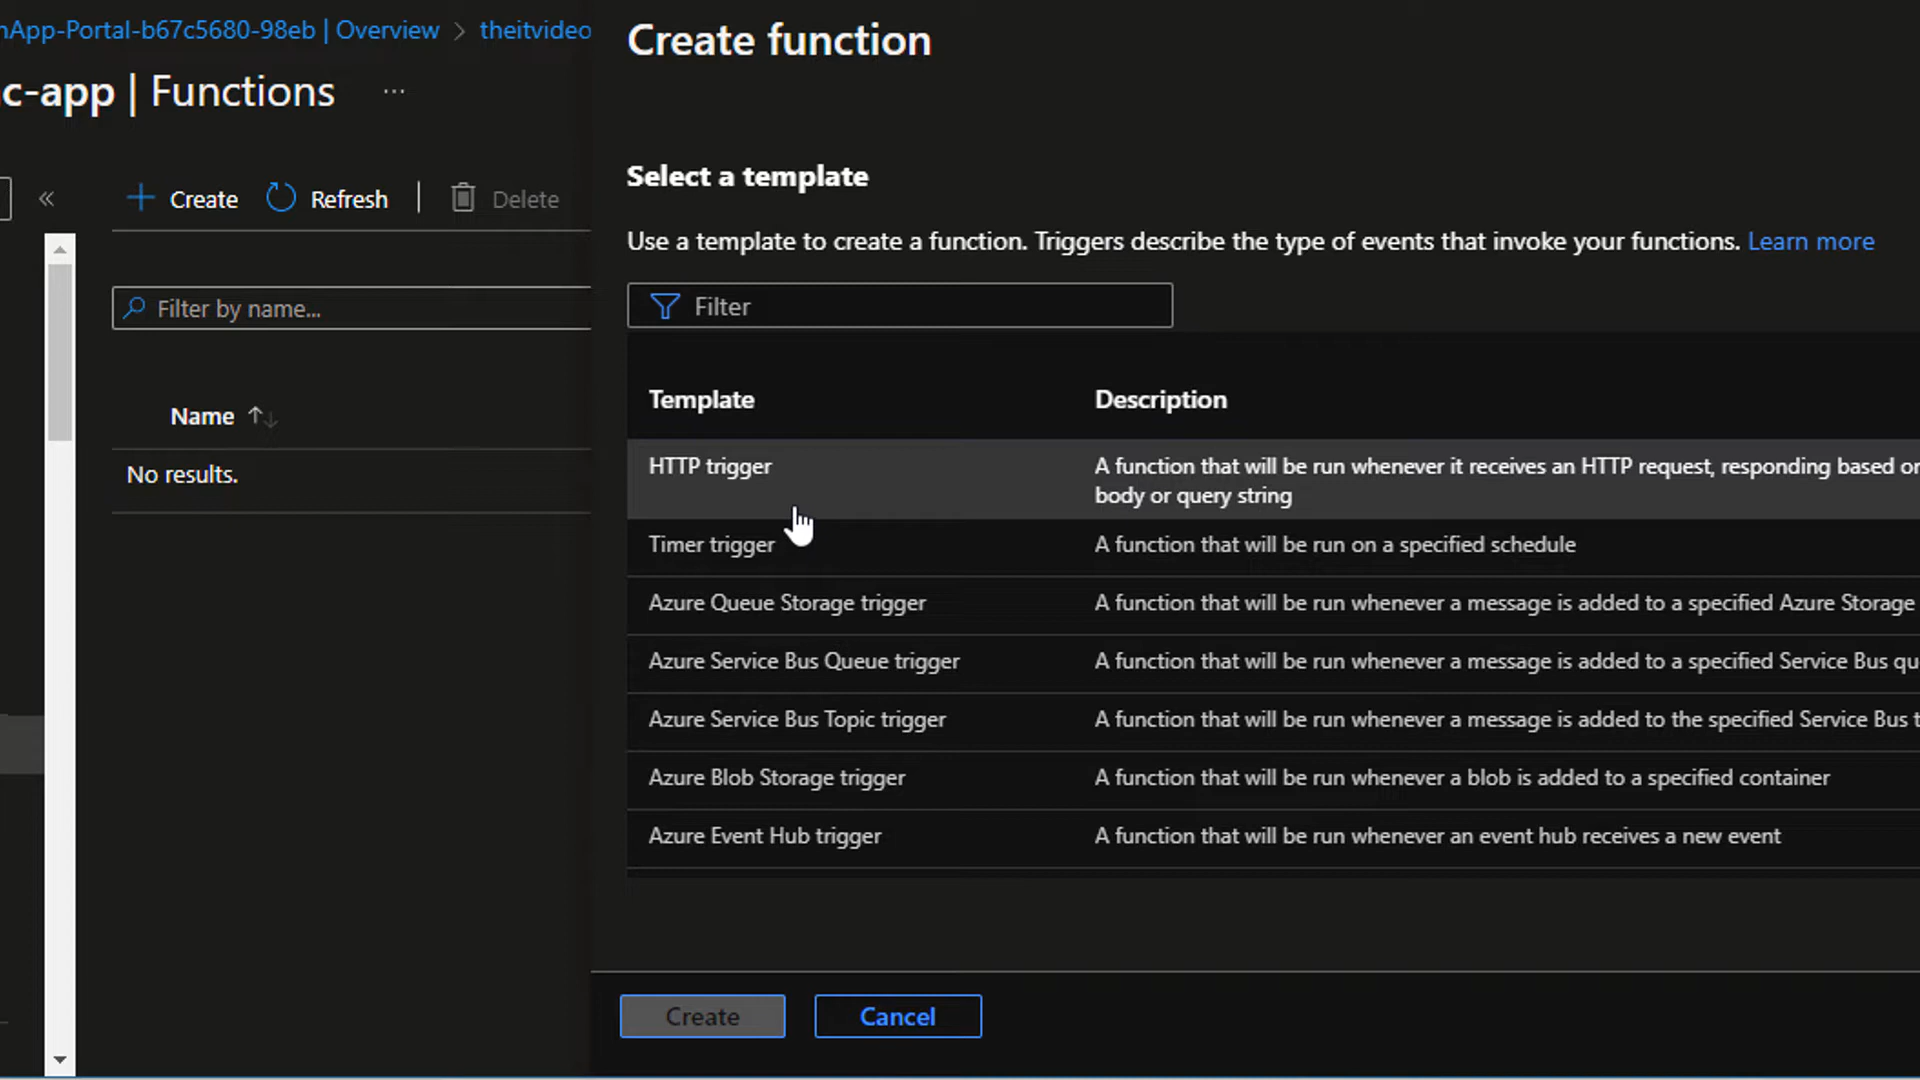 nApp-Portal-b67c5680-98eb | Overview > theitvideo
c-app | Functions ...
« + Create Refresh | Delete
Filter by name...
Name ↑↓
No results.
Create function
Select a template
Use a template to create a function. Triggers describe the type of events that invoke your functions. Learn more
Filter
Template Description
HTTP trigger A function that will be run whenever it receives an HTTP request, responding based or
body or query string
Timer trigger A function that will be run on a specified schedule
Azure Queue Storage trigger A function that will be run whenever a message is added to a specified Azure Storage
Azure Service Bus Queue trigger A function that will be run whenever a message is added to a specified Service Bus qu
Azure Service Bus Topic trigger A function that will be run whenever a message is added to the specified Service Bus t
Azure Blob Storage trigger A function that will be run whenever a blob is added to a specified container
Azure Event Hub trigger A function that will be run whenever an event hub receives a new event
Create Cancel